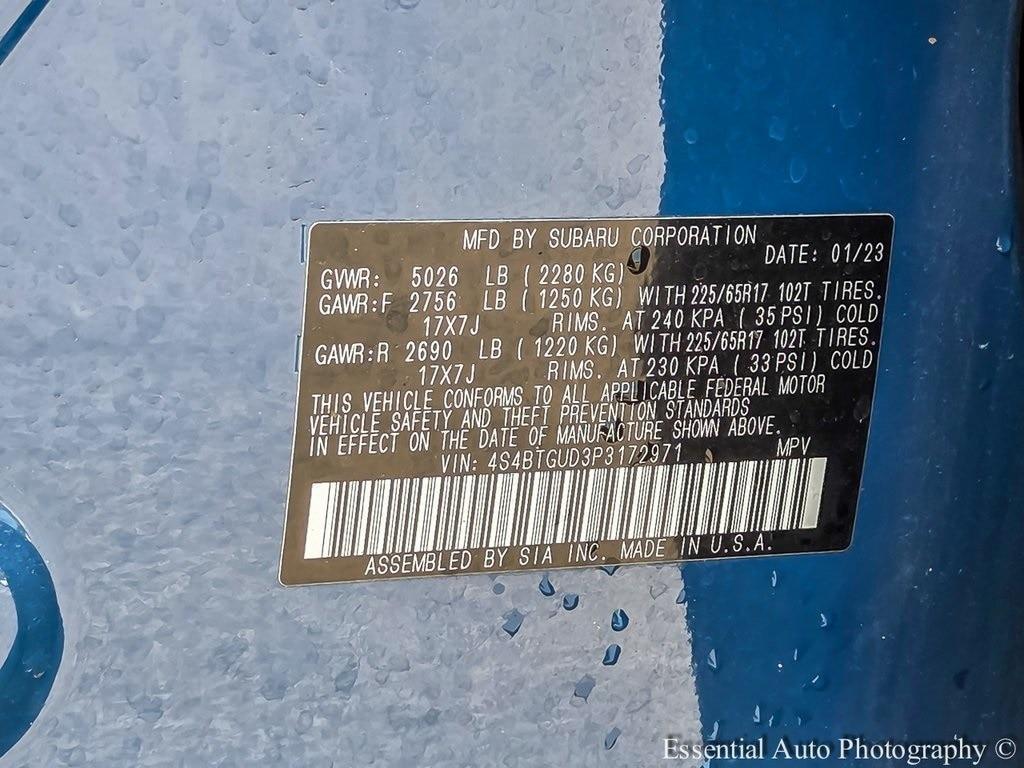 MFD BY SUBARU CORPORATION
DATE: 01/23
GVWR: 5026 LB ( 2280 KG)
GAWR:F 2756 LB ( 1250 KG) WITH 225/65R17 102T TIRES.
17X7J RIMS. AT 240 KPA ( 35 PSI) COLD
GAWR:R 2690 LB ( 1220 KG) WITH 225/65R17 102T TIRES.
17X7J RIMS. AT 230 KPA ( 33 PSI) COLD
THIS VEHICLE CONFORMS TO ALL APPLICABLE FEDERAL MOTOR
VEHICLE SAFETY AND THEFT PREVENTION STANDARDS
IN EFFECT ON THE DATE OF MANUFACTURE SHOWN ABOVE.
VIN: 4S4BTGUD3P3172971 MPV
ASSEMBLED BY SIA INC. MADE IN U.S.A.
Essential Auto Photography ©